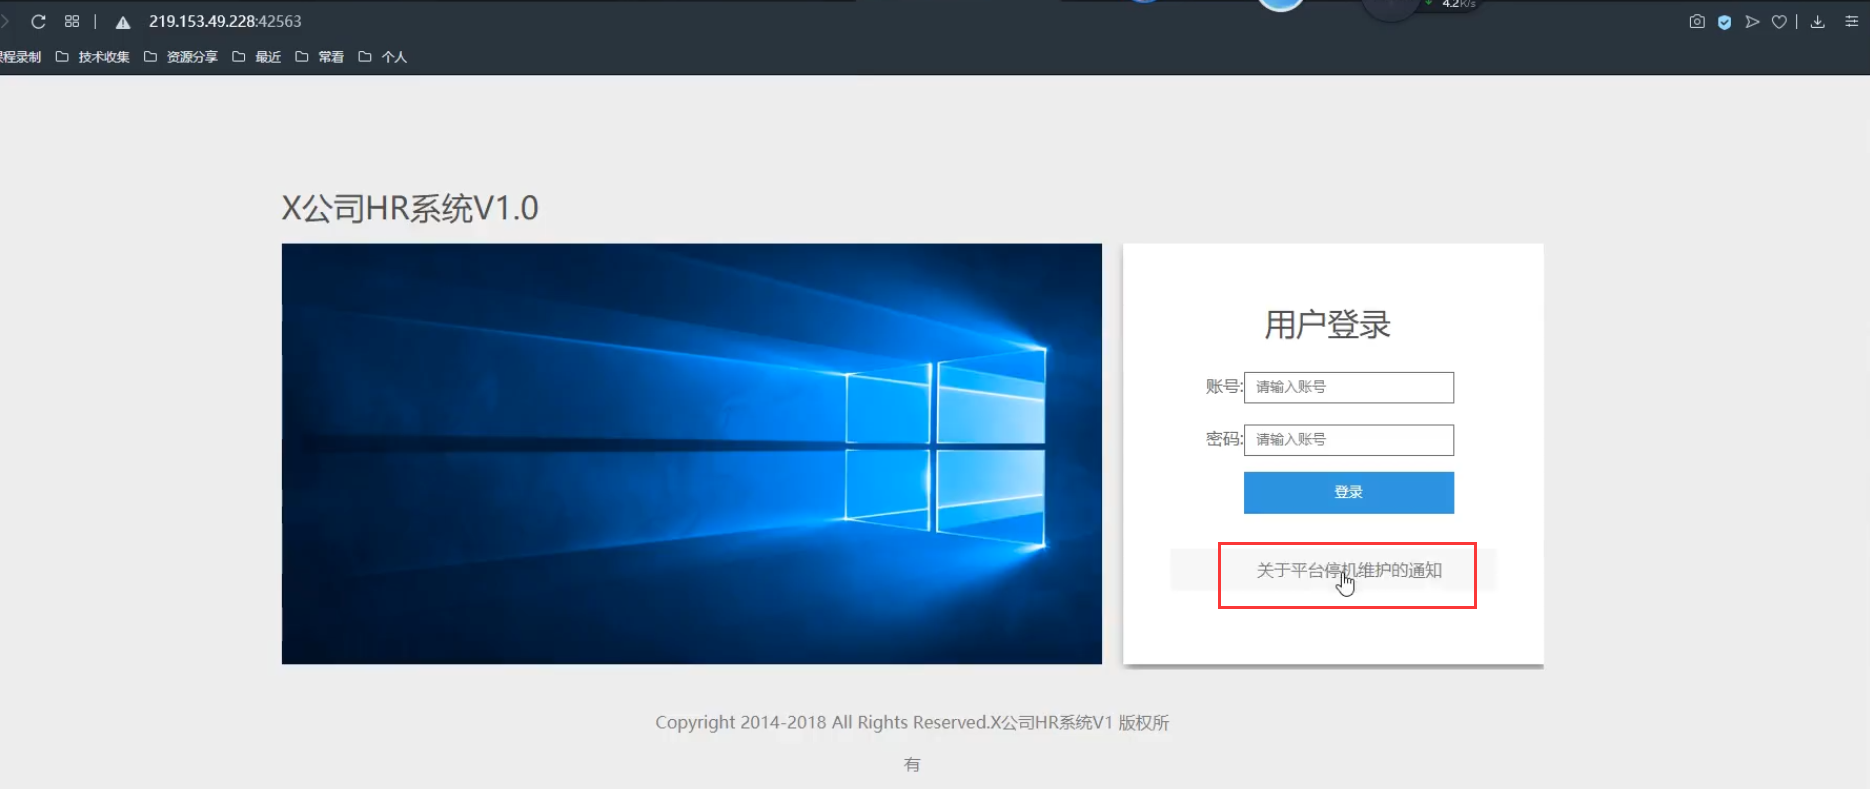 4.2K/s
219.153.49.228:42563
程录制 技术收集 资源分享 最近 常看 个人
X公司HR系统V1.0
用户登录
账号: 请输入账号
密码: 请输入账号
登录
关于平台停机维护的通知
Copyright 2014-2018 All Rights Reserved.X公司HR系统V1 版权所
有